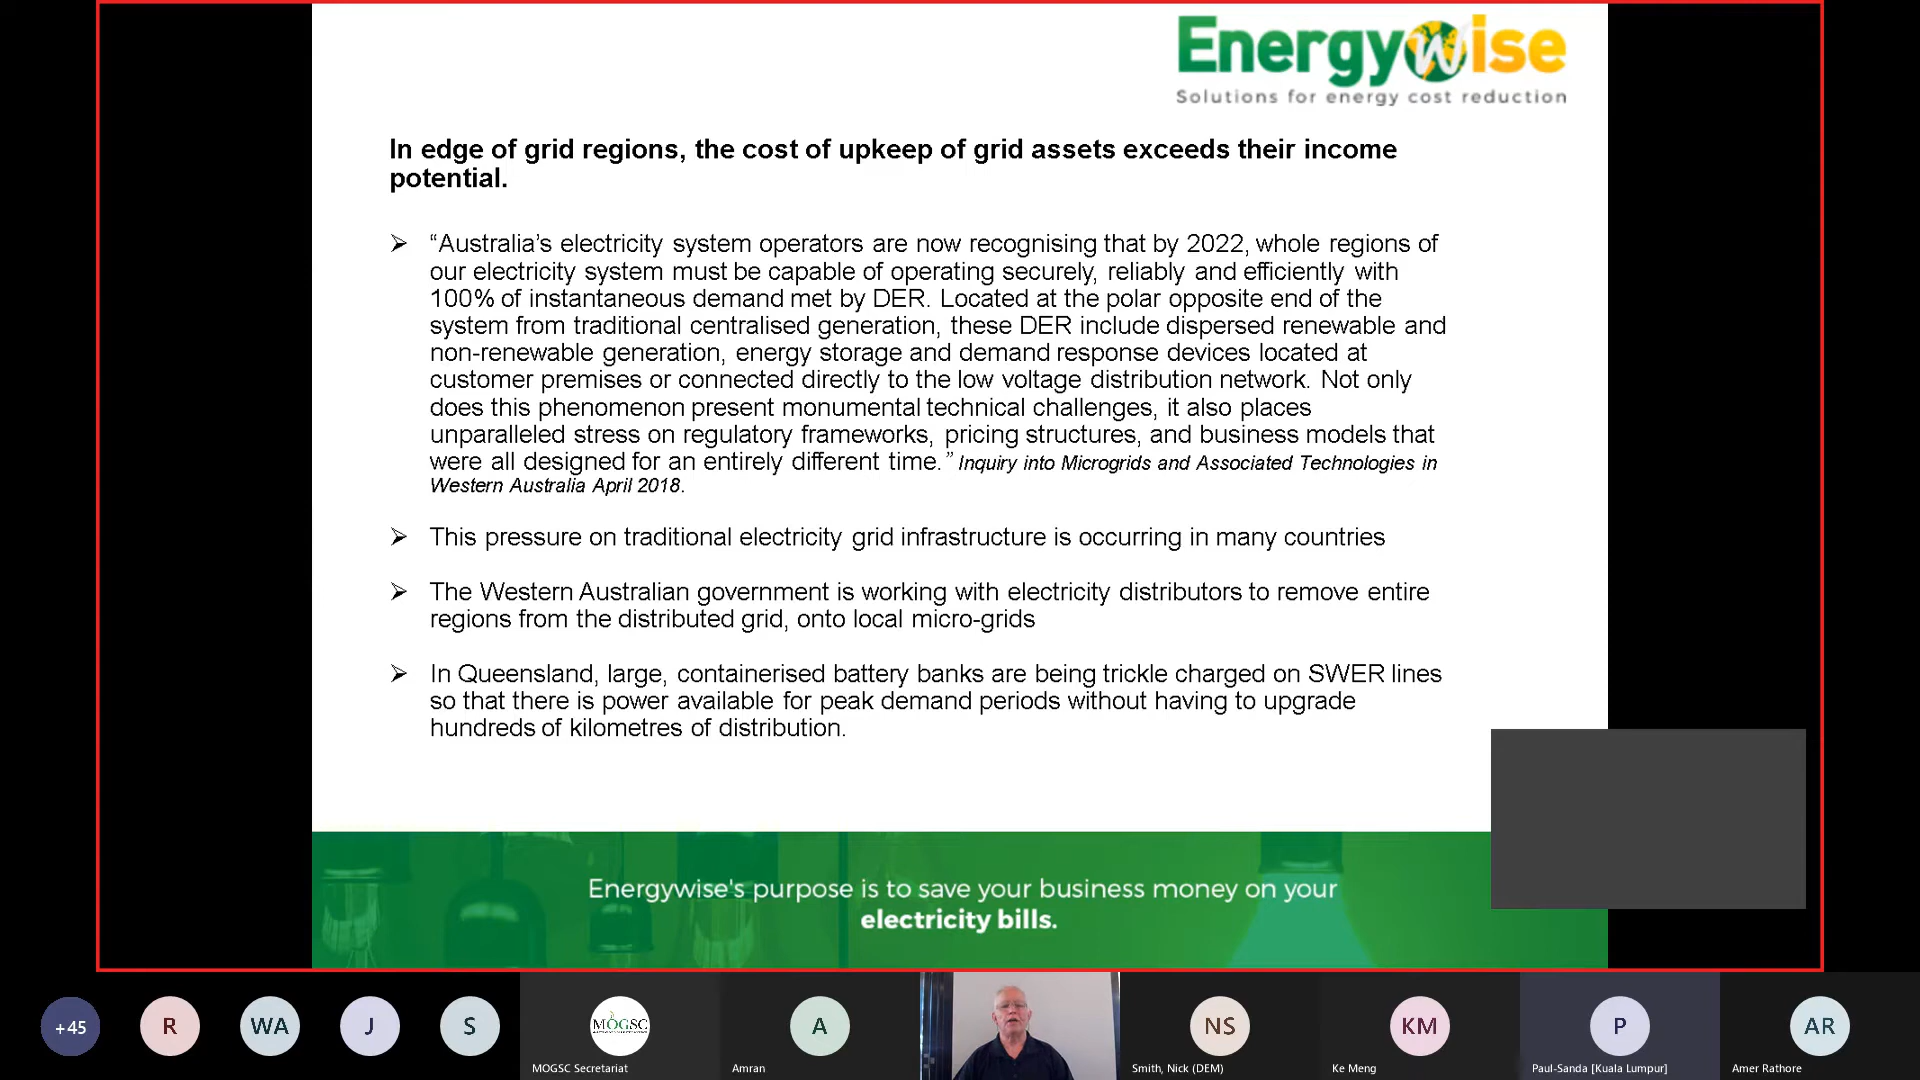 Energywise
Solutions for energy cost reduction
In edge of grid regions, the cost of upkeep of grid assets exceeds their income
potential.
➢ “Australia’s electricity system operators are now recognising that by 2022, whole regions of
our electricity system must be capable of operating securely, reliably and efficiently with
100% of instantaneous demand met by DER. Located at the polar opposite end of the
system from traditional centralised generation, these DER include dispersed renewable and
non-renewable generation, energy storage and demand response devices located at
customer premises or connected directly to the low voltage distribution network. Not only
does this phenomenon present monumental technical challenges, it also places
unparalleled stress on regulatory frameworks, pricing structures, and business models that
were all designed for an entirely different time.” Inquiry into Microgrids and Associated Technologies in
Western Australia April 2018.
➢ This pressure on traditional electricity grid infrastructure is occurring in many countries
➢ The Western Australian government is working with electricity distributors to remove entire
regions from the distributed grid, onto local micro-grids
➢ In Queensland, large, containerised battery banks are being trickle charged on SWER lines
so that there is power available for peak demand periods without having to upgrade
hundreds of kilometres of distribution.
Energywise's purpose is to save your business money on your
electricity bills.
+45
R
WA
J
S
MOGSC
MOGSC Secretariat
A
Amran
NS
Smith, Nick (DEM)
KM
Ke Meng
P
Paul-Sanda [Kuala Lumpur]
AR
Amer Rathore